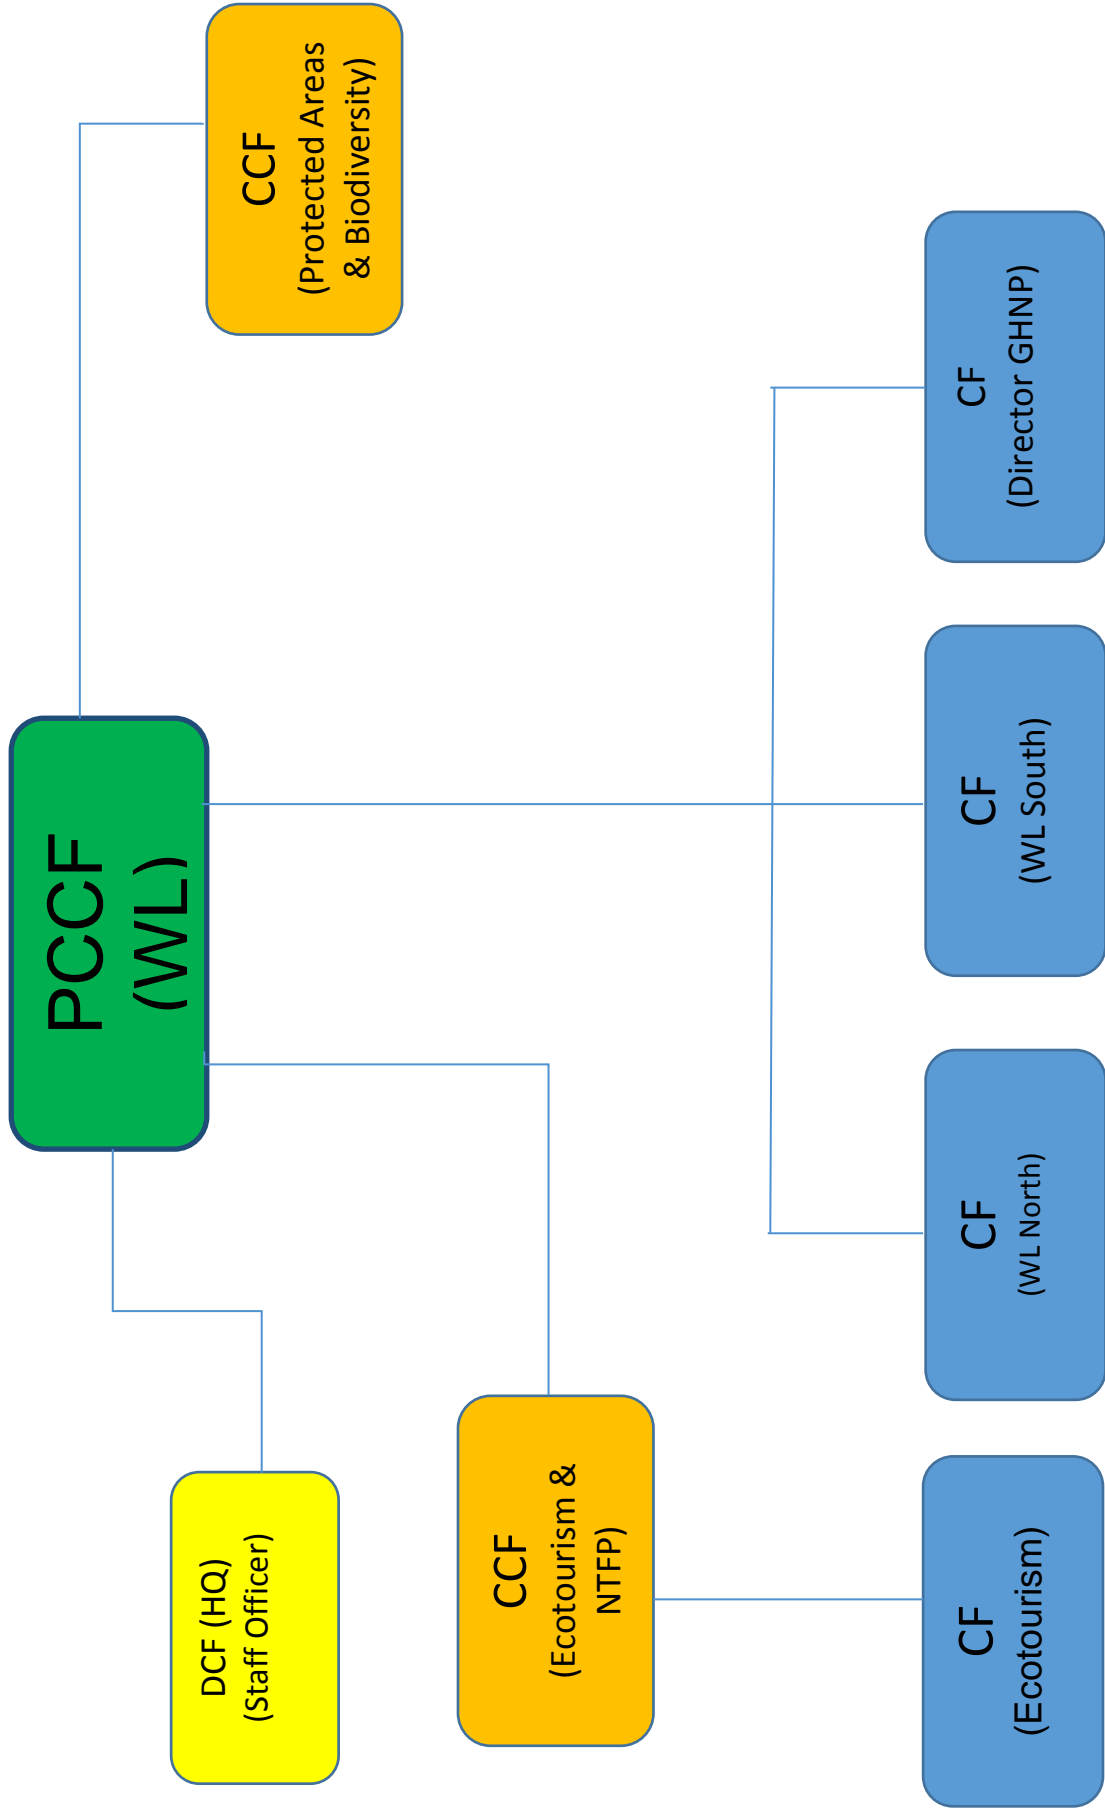 PCCF
(WL)
DCF (HQ)
(Staff Officer)
CCF
(Protected Areas
& Biodiversity)
CCF
(Ecotourism &
NTFP)
CF
(Ecotourism)
CF
(WL North)
CF
(WL South)
CF
(Director GHNP)